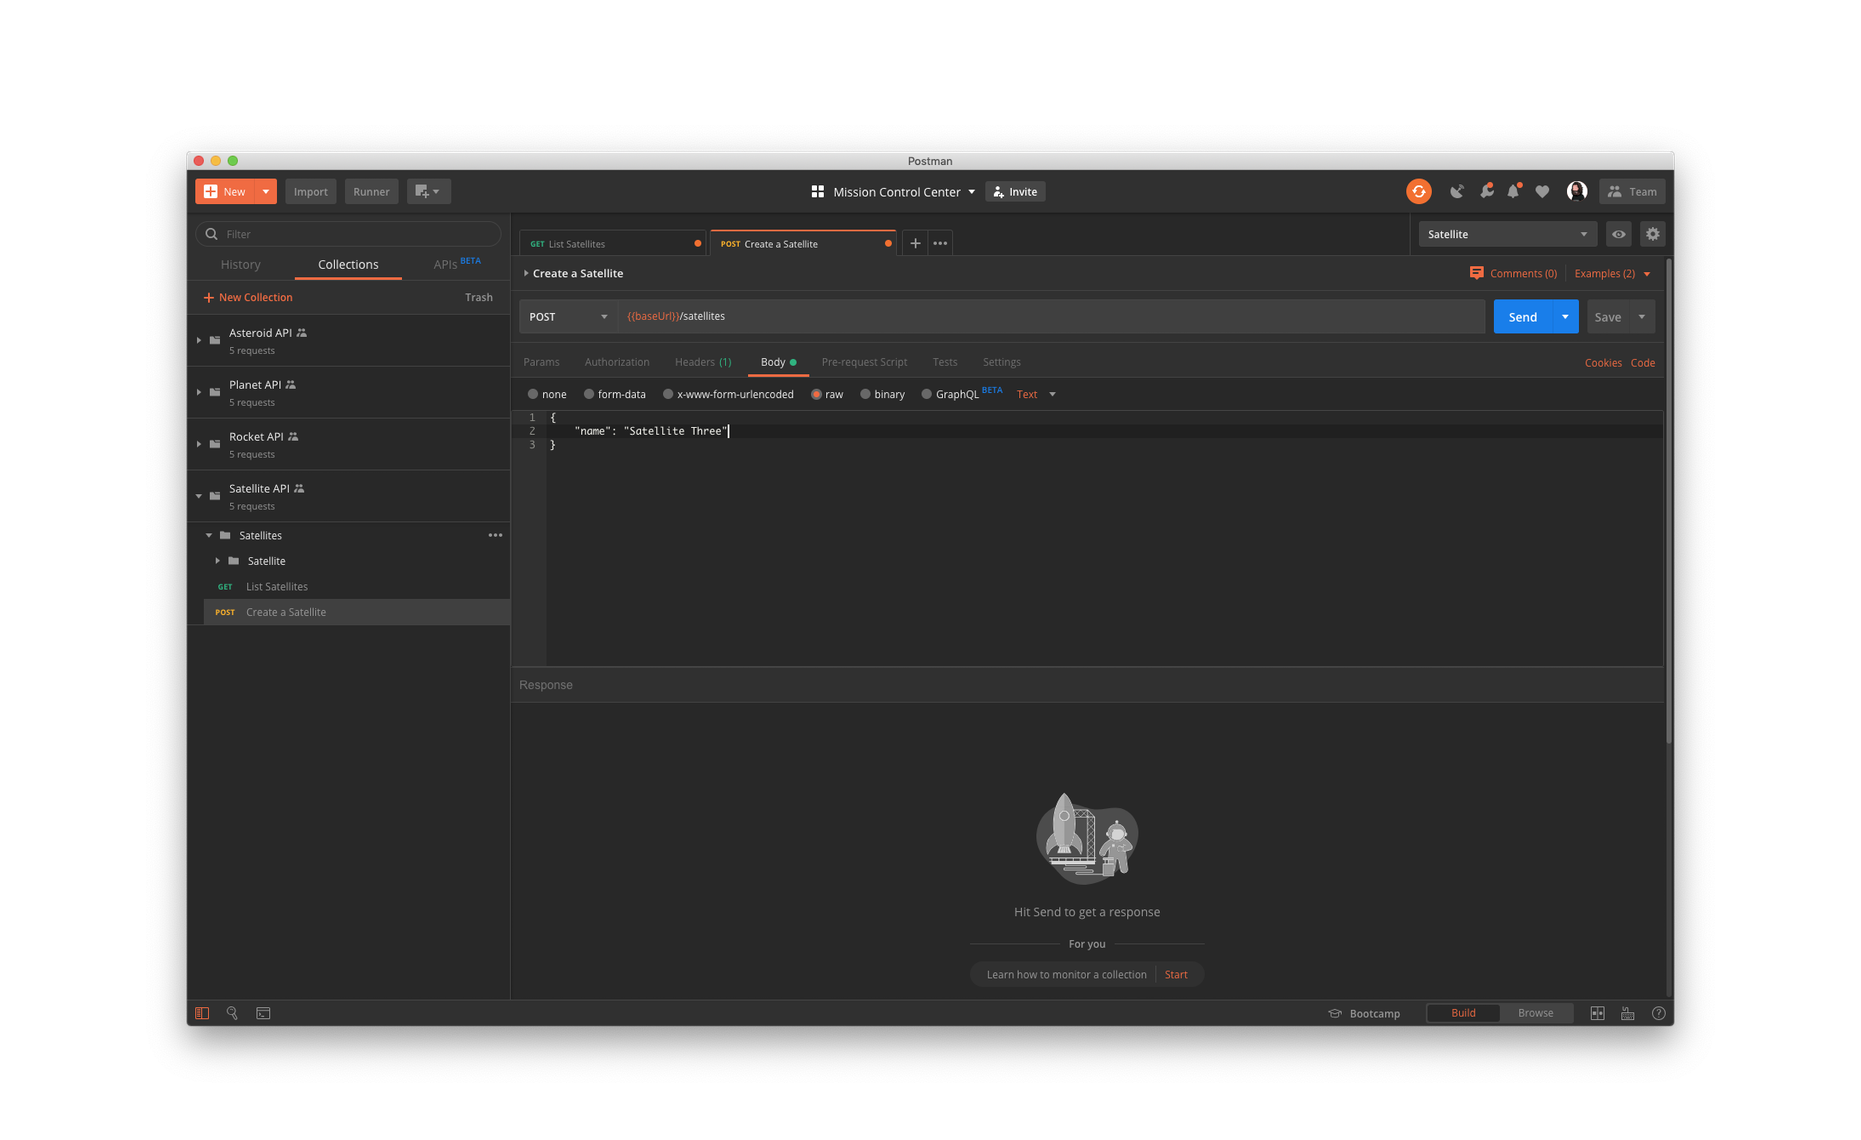 Postman
New Import Runner Mission Control Center Invite Team
Filter
GET List Satellites POST Create a Satellite Satellite
History Collections APIs BETA
Create a Satellite Comments (0) Examples (2)
New Collection Trash
POST {{baseUrl}}/satellites Send Save
Asteroid API
5 requests
Params Authorization Headers (1) Body Pre-request Script Tests Settings Cookies Code
Planet API
5 requests
none form-data x-www-form-urlencoded raw binary GraphQL BETA Text
1 {
2 "name": "Satellite Three"
3 }
Rocket API
5 requests
Satellite API
5 requests
Satellites
Satellite
GET List Satellites
POST Create a Satellite
Response
Hit Send to get a response
For you
Learn how to monitor a collection Start
Bootcamp Build Browse